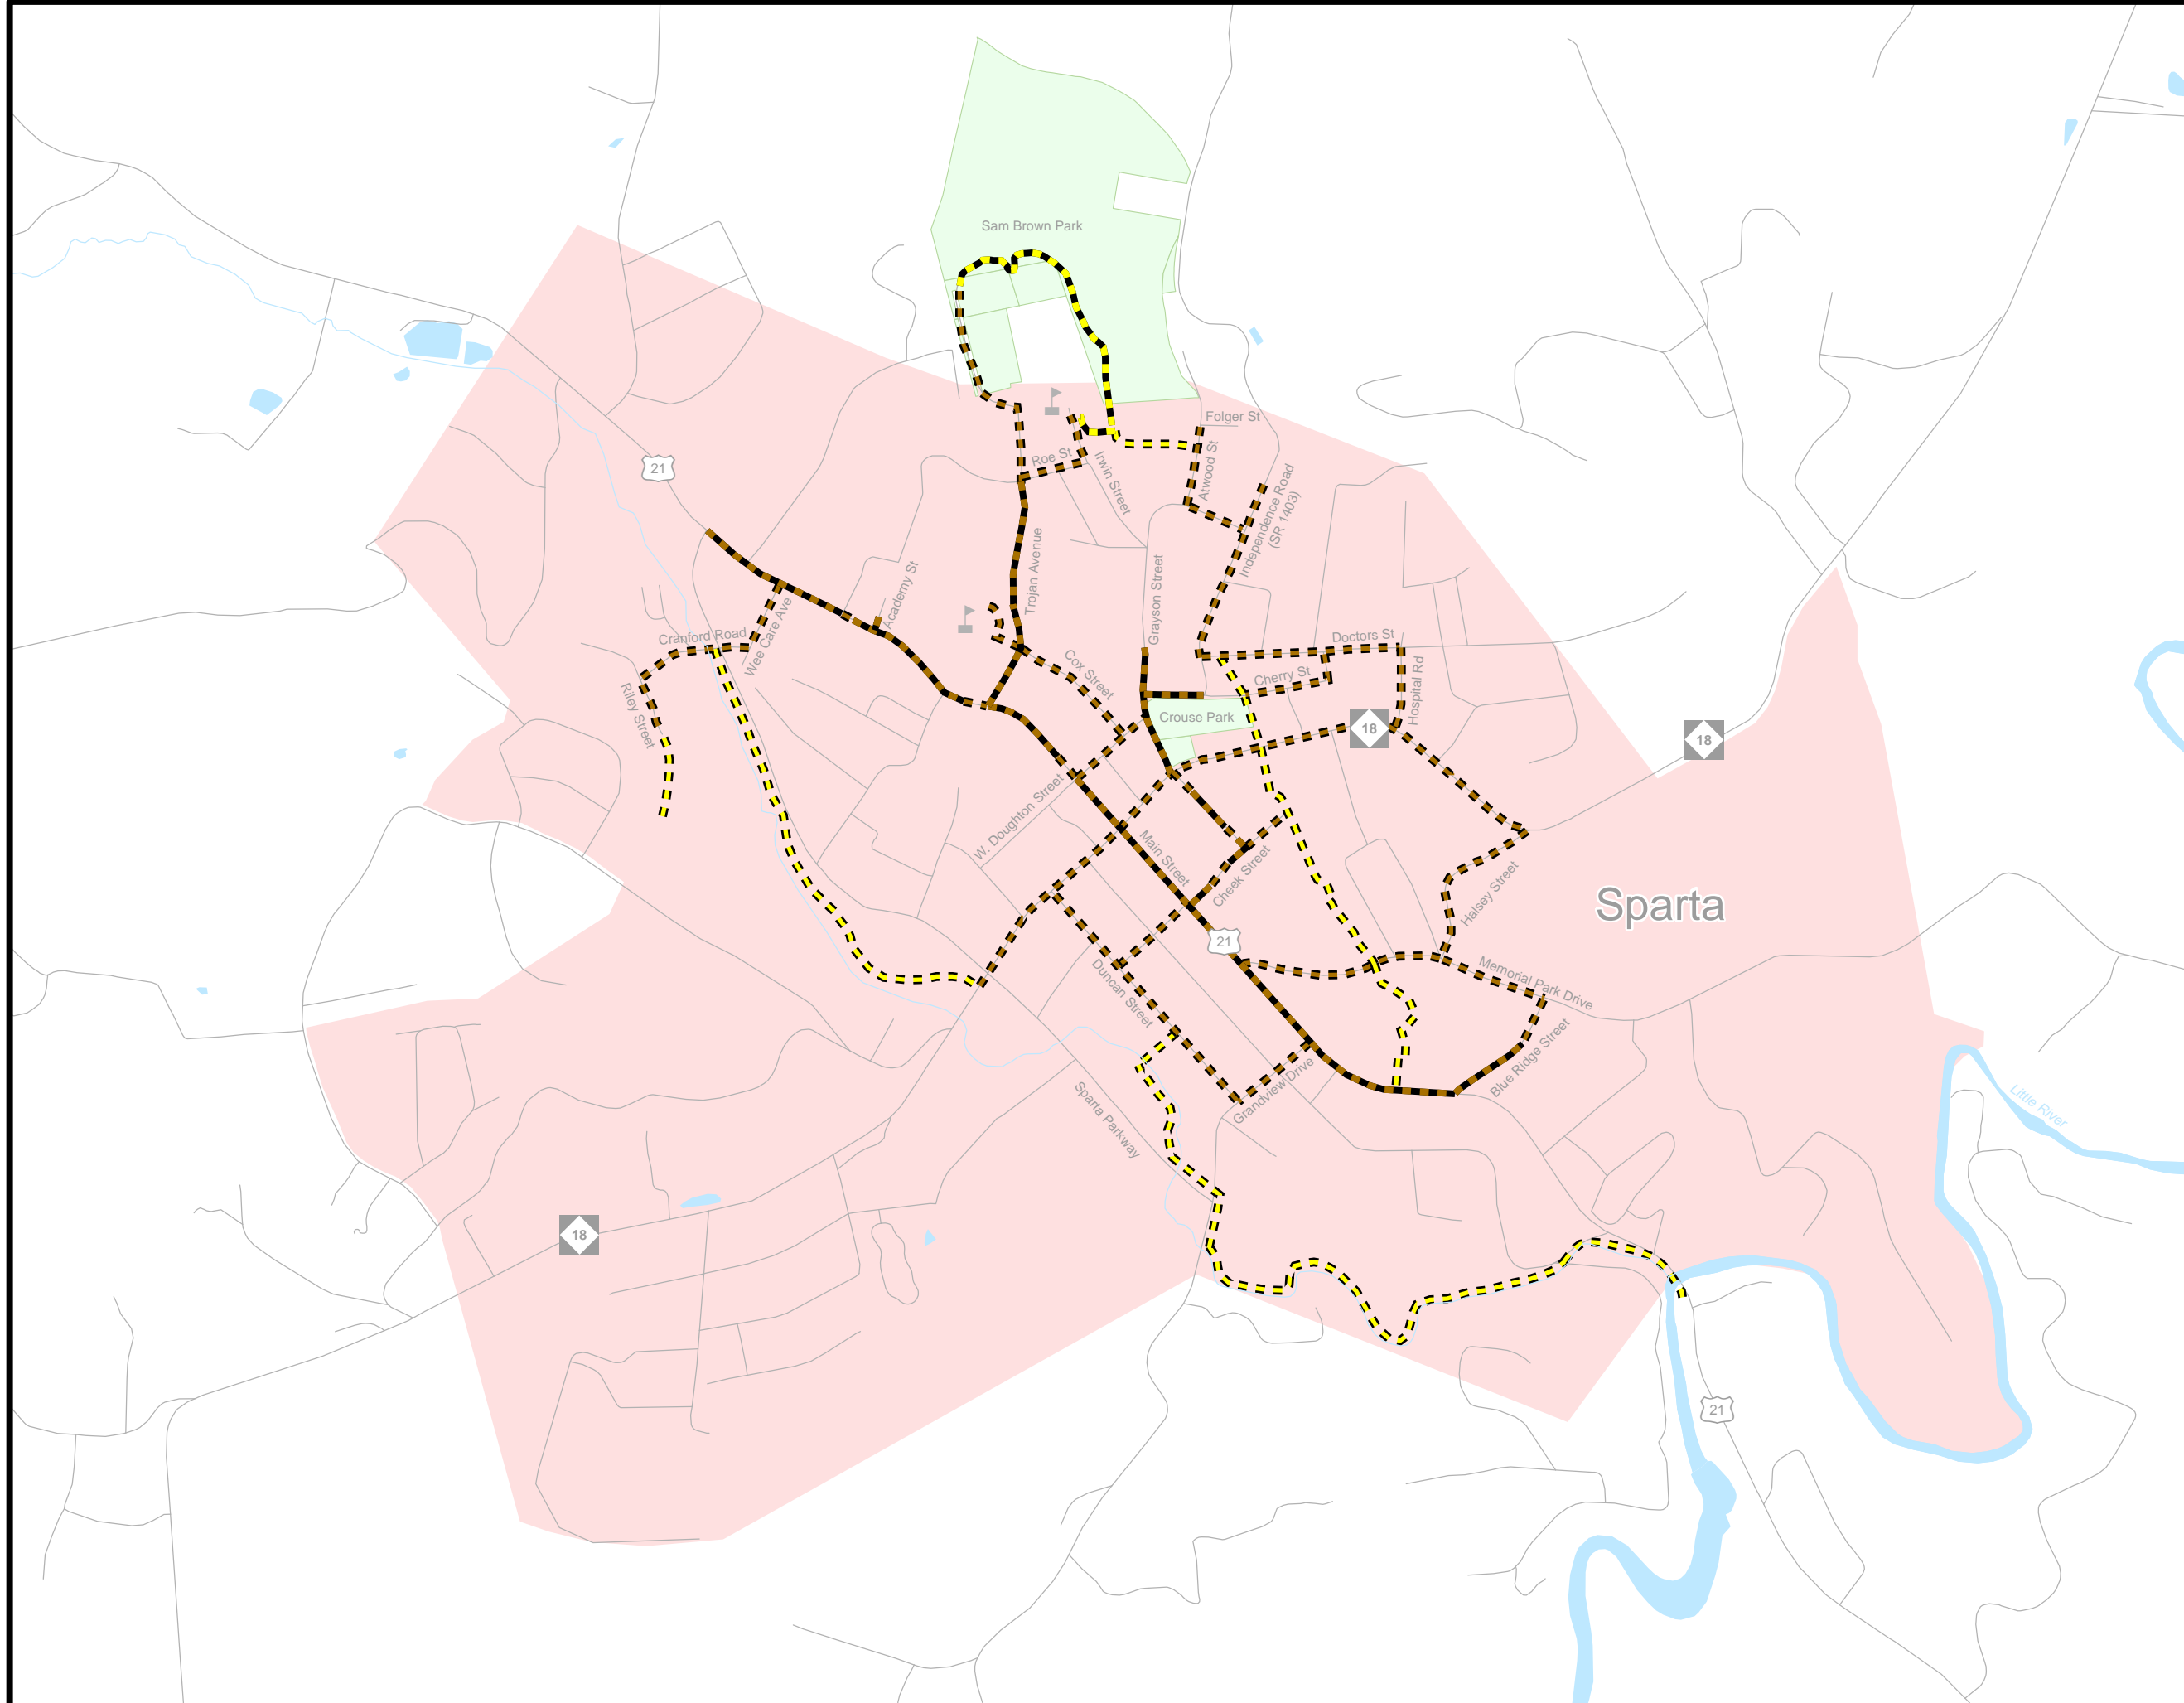 Sam Brown Park
Folger St
Roe St
Irwin Street
Atwood St
Independence Road
(SR 1403)
21
Trojan Avenue
Grayson Street
Academy St
Wee Care Ave
Cranford Road
Riley Street
Cox Street
Doctors St
Cherry St
Hospital Rd
Crouse Park
18
18
W. Doughton Street
Main Street
Cheek Street
Halsey Street
Sparta
21
Duncan Street
Memorial Park Drive
Blue Ridge Street
Grandview Drive
Sparta Parkway
Little River
18
21